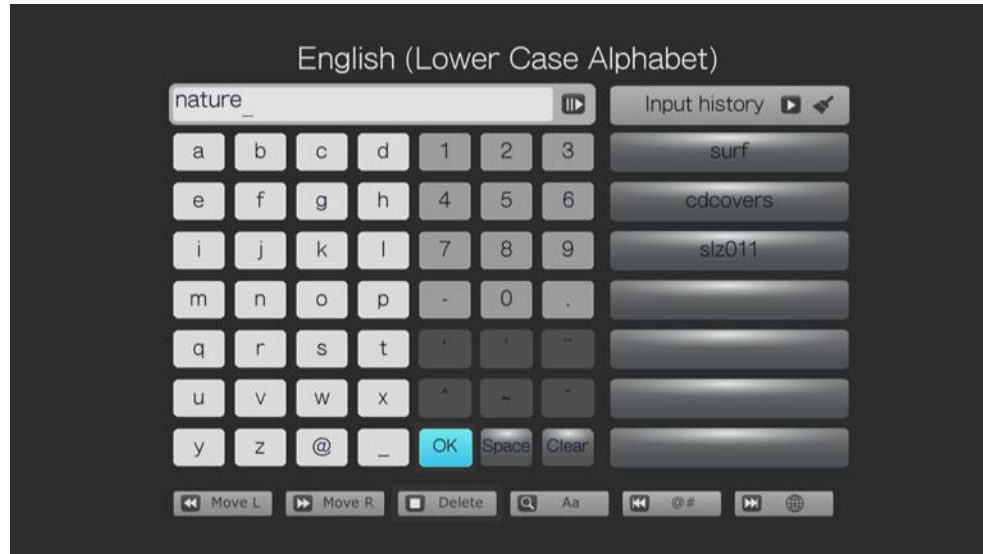 English (Lower Case Alphabet)
nature_
Input history
a b c d 1 2 3
surf
e f g h 4 5 6
cdcovers
i j k l 7 8 9
slz011
m n o p - 0 .
q r s t
u v w x ^ ~
y z @ _ OK Space Clear
Move L Move R Delete Aa @#